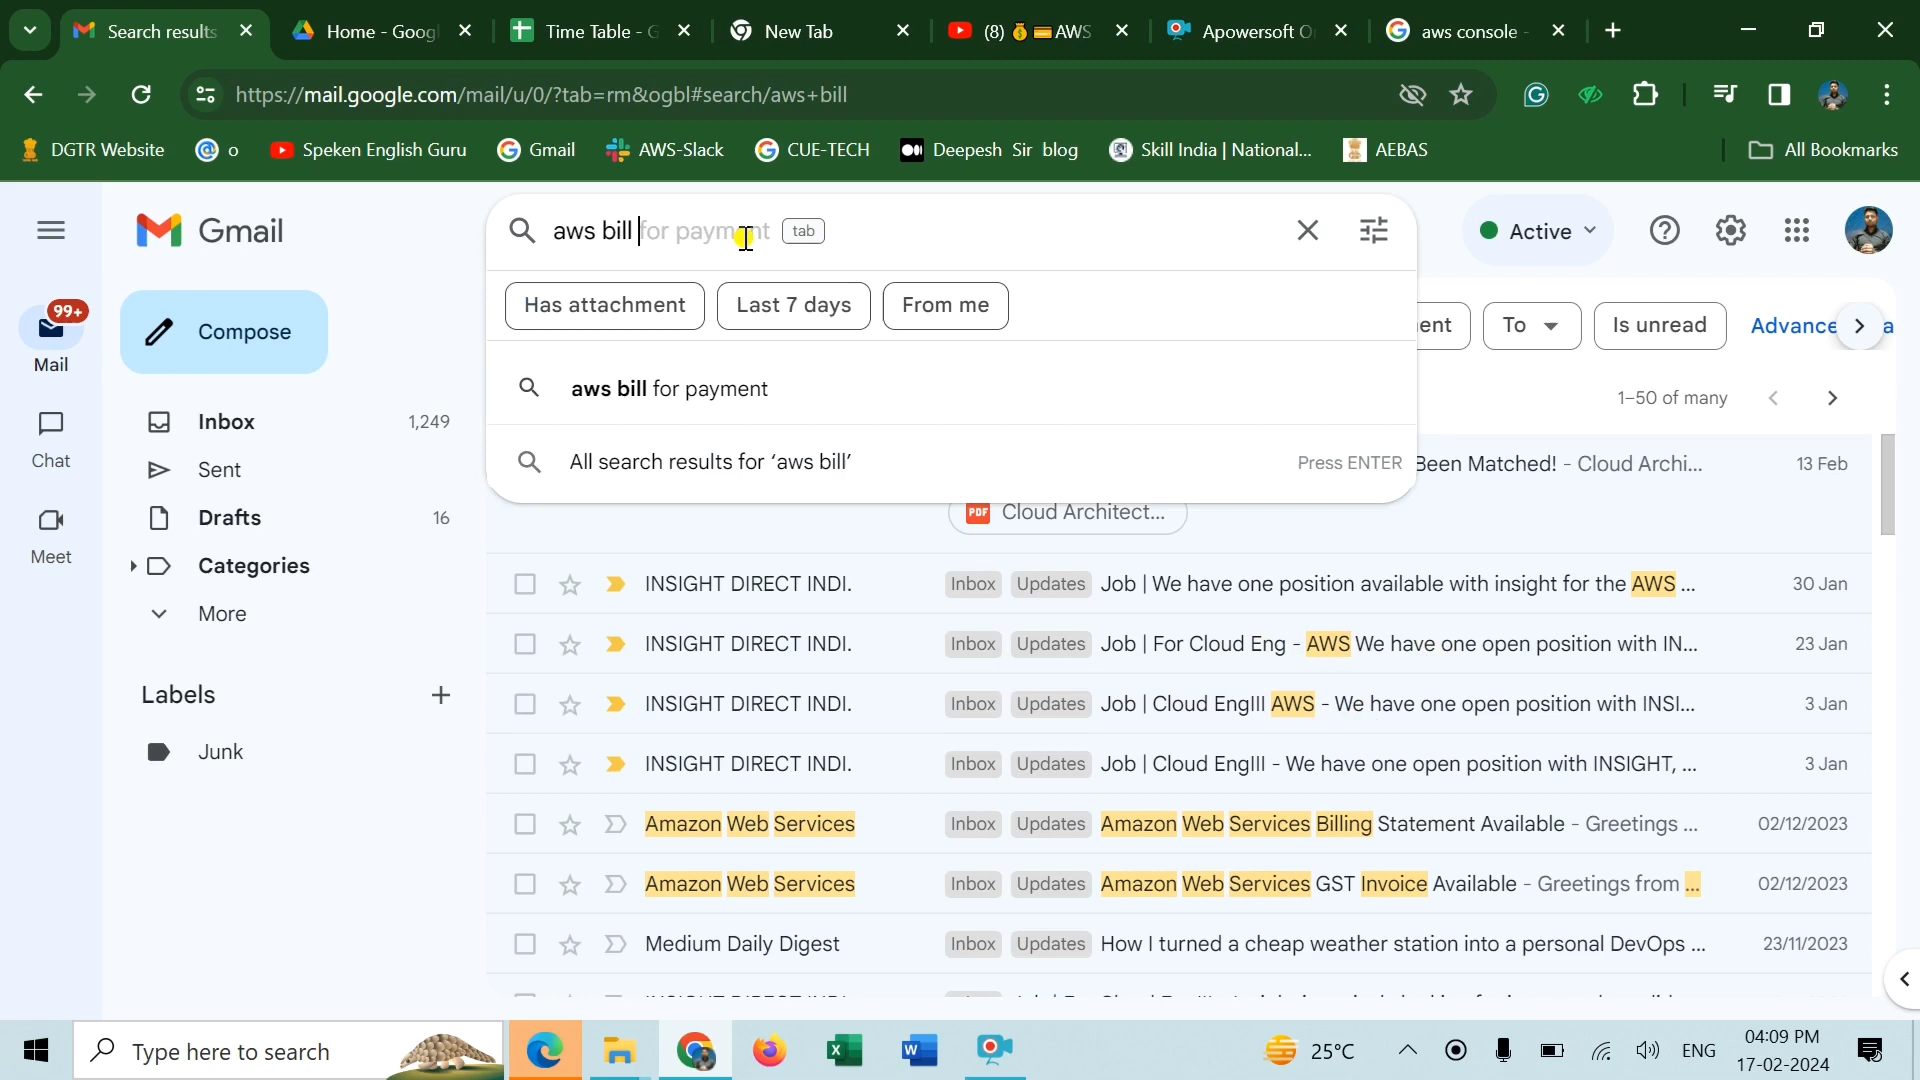 Search results
Home - Goog
Time Table - G
New Tab
(8) 💰💳AWS
Apowersoft O
aws console -
https://mail.google.com/mail/u/0/?tab=rm&ogbl#search/aws+bill
DGTR Website
o
Speken English Guru
Gmail
AWS-Slack
CUE-TECH
Deepesh Sir blog
Skill India | National...
AEBAS
All Bookmarks
Gmail
aws bill for payment
tab
Active
99+
Mail
Chat
Meet
Compose
Inbox 1,249
Sent
Drafts 16
Categories
More
Labels
Junk
Has attachment
Last 7 days
From me
ent
To
Is unread
Advance a
aws bill for payment
1–50 of many
All search results for ‘aws bill’ Press ENTER
Been Matched! - Cloud Archi... 13 Feb
PDF Cloud Architect...
INSIGHT DIRECT INDI. Inbox Updates Job | We have one position available with insight for the AWS ... 30 Jan
INSIGHT DIRECT INDI. Inbox Updates Job | For Cloud Eng - AWS We have one open position with IN... 23 Jan
INSIGHT DIRECT INDI. Inbox Updates Job | Cloud EngIII AWS - We have one open position with INSI... 3 Jan
INSIGHT DIRECT INDI. Inbox Updates Job | Cloud EngIII - We have one open position with INSIGHT, ... 3 Jan
Amazon Web Services Inbox Updates Amazon Web Services Billing Statement Available - Greetings ... 02/12/2023
Amazon Web Services Inbox Updates Amazon Web Services GST Invoice Available - Greetings from ... 02/12/2023
Medium Daily Digest Inbox Updates How I turned a cheap weather station into a personal DevOps ... 23/11/2023
Type here to search
25°C
ENG
04:09 PM
17-02-2024